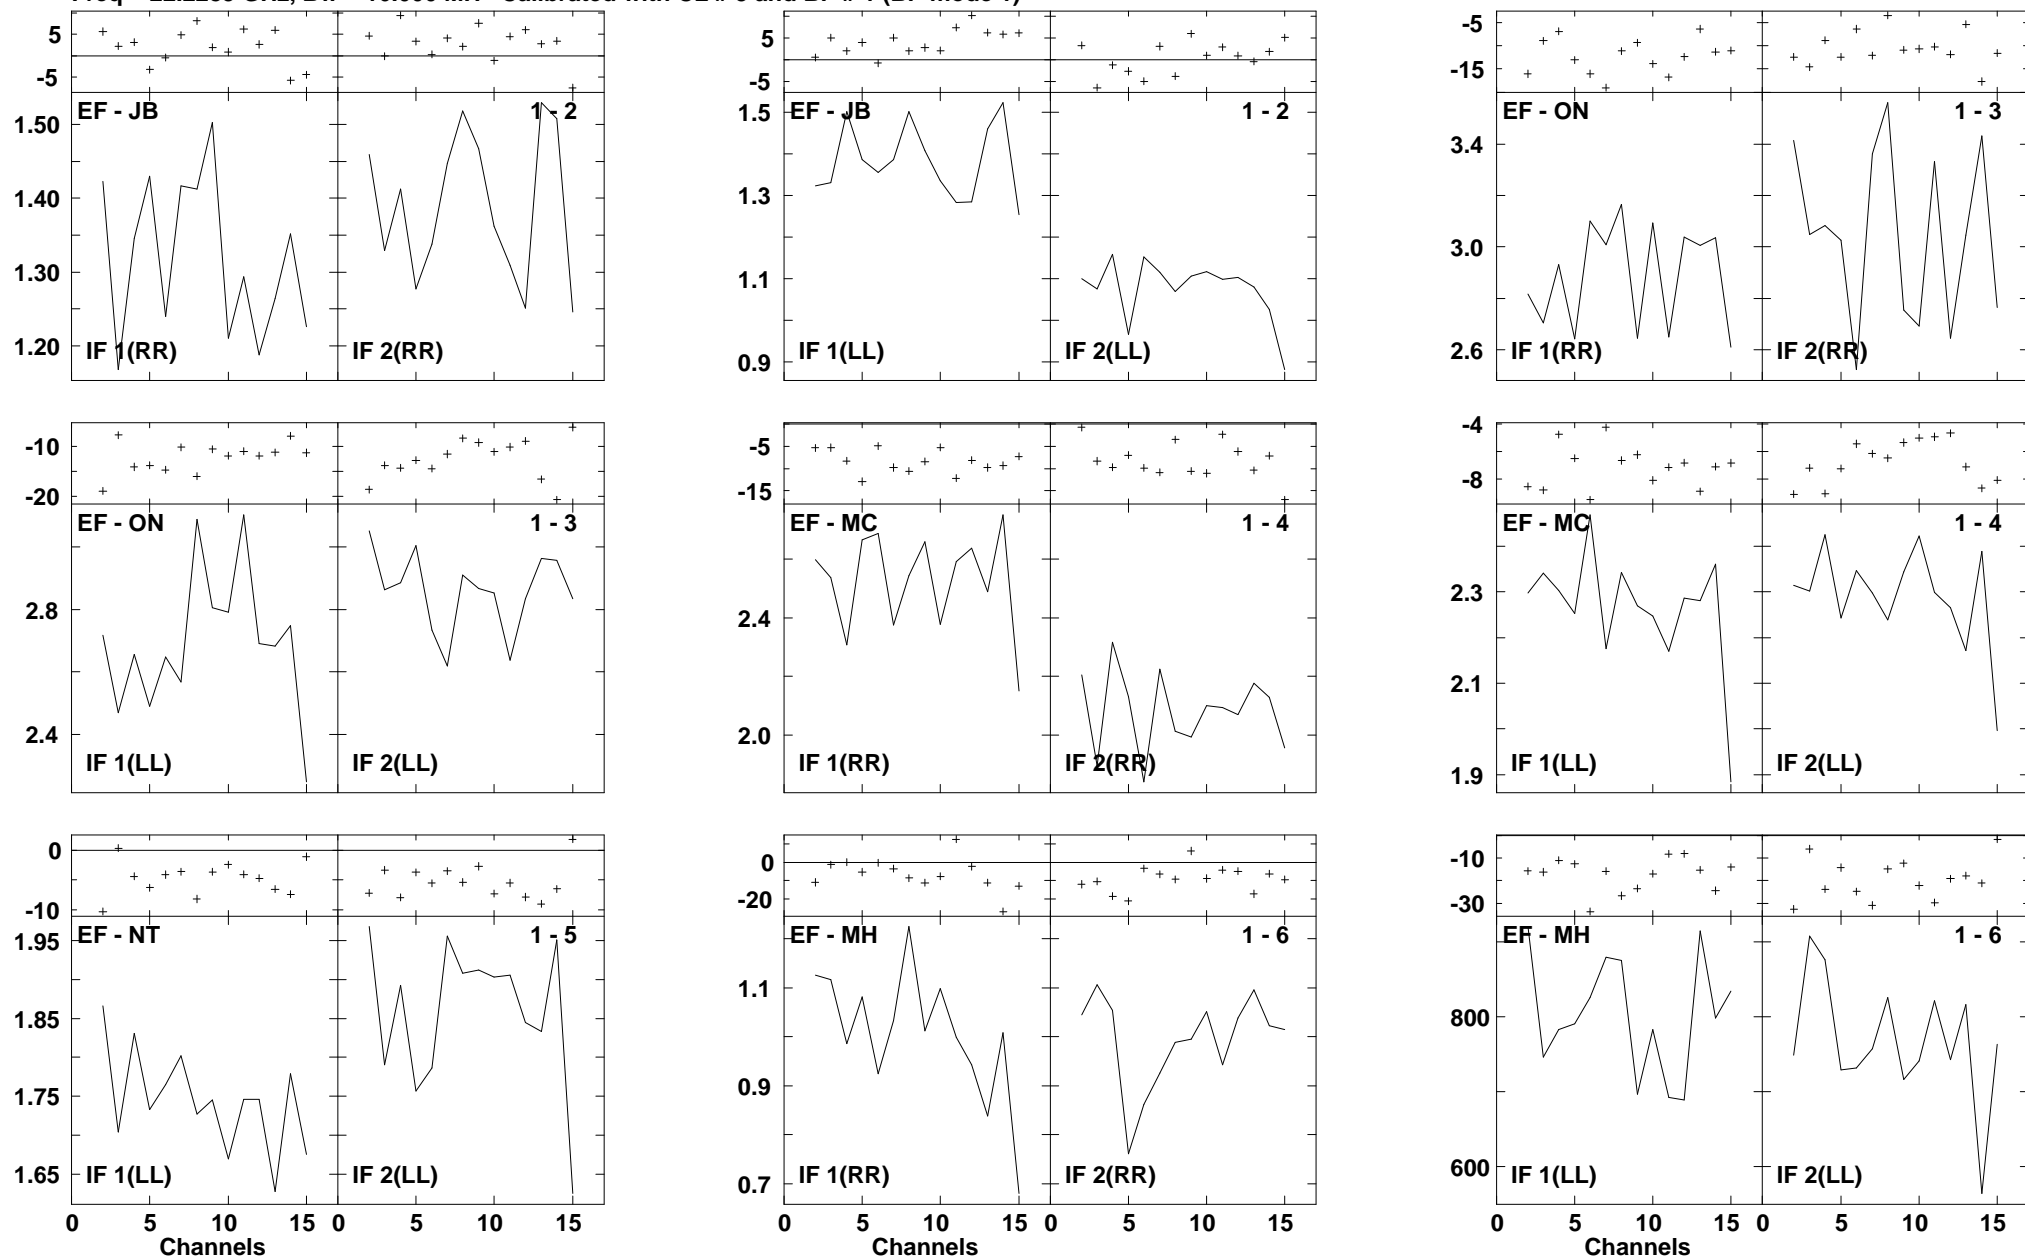 5 5 5 -5
-5 -5 -5 -15
EF - JB 1 - 2 EF - JB 1 - 2 EF - ON 1 - 3
1.50 1.5 3.4
1.40 1.3 3.0
1.30 1.1 2.6
1.20 0.9
IF 1(RR) IF 2(RR) IF 1(LL) IF 2(LL) IF 1(RR) IF 2(RR)
-10 -5 -4
-20 -15 -8
EF - ON 1 - 3 EF - MC 1 - 4 EF - MC 1 - 4
2.8 2.4 2.3
2.4 2.0 2.1
1.9
IF 1(LL) IF 2(LL) IF 1(RR) IF 2(RR) IF 1(LL) IF 2(LL)
0 0 -10
-10 -20 -30
EF - NT 1 - 5 EF - MH 1 - 6 EF - MH 1 - 6
1.95 1.1 800
1.85 0.9 600
1.75 0.7
1.65
IF 1(LL) IF 2(LL) IF 1(RR) IF 2(RR) IF 1(LL) IF 2(LL)
0 5 10 15 0 5 10 15 0 5 10 15 0 5 10 15 0 5 10 15 0 5 10 15
Channels Channels Channels